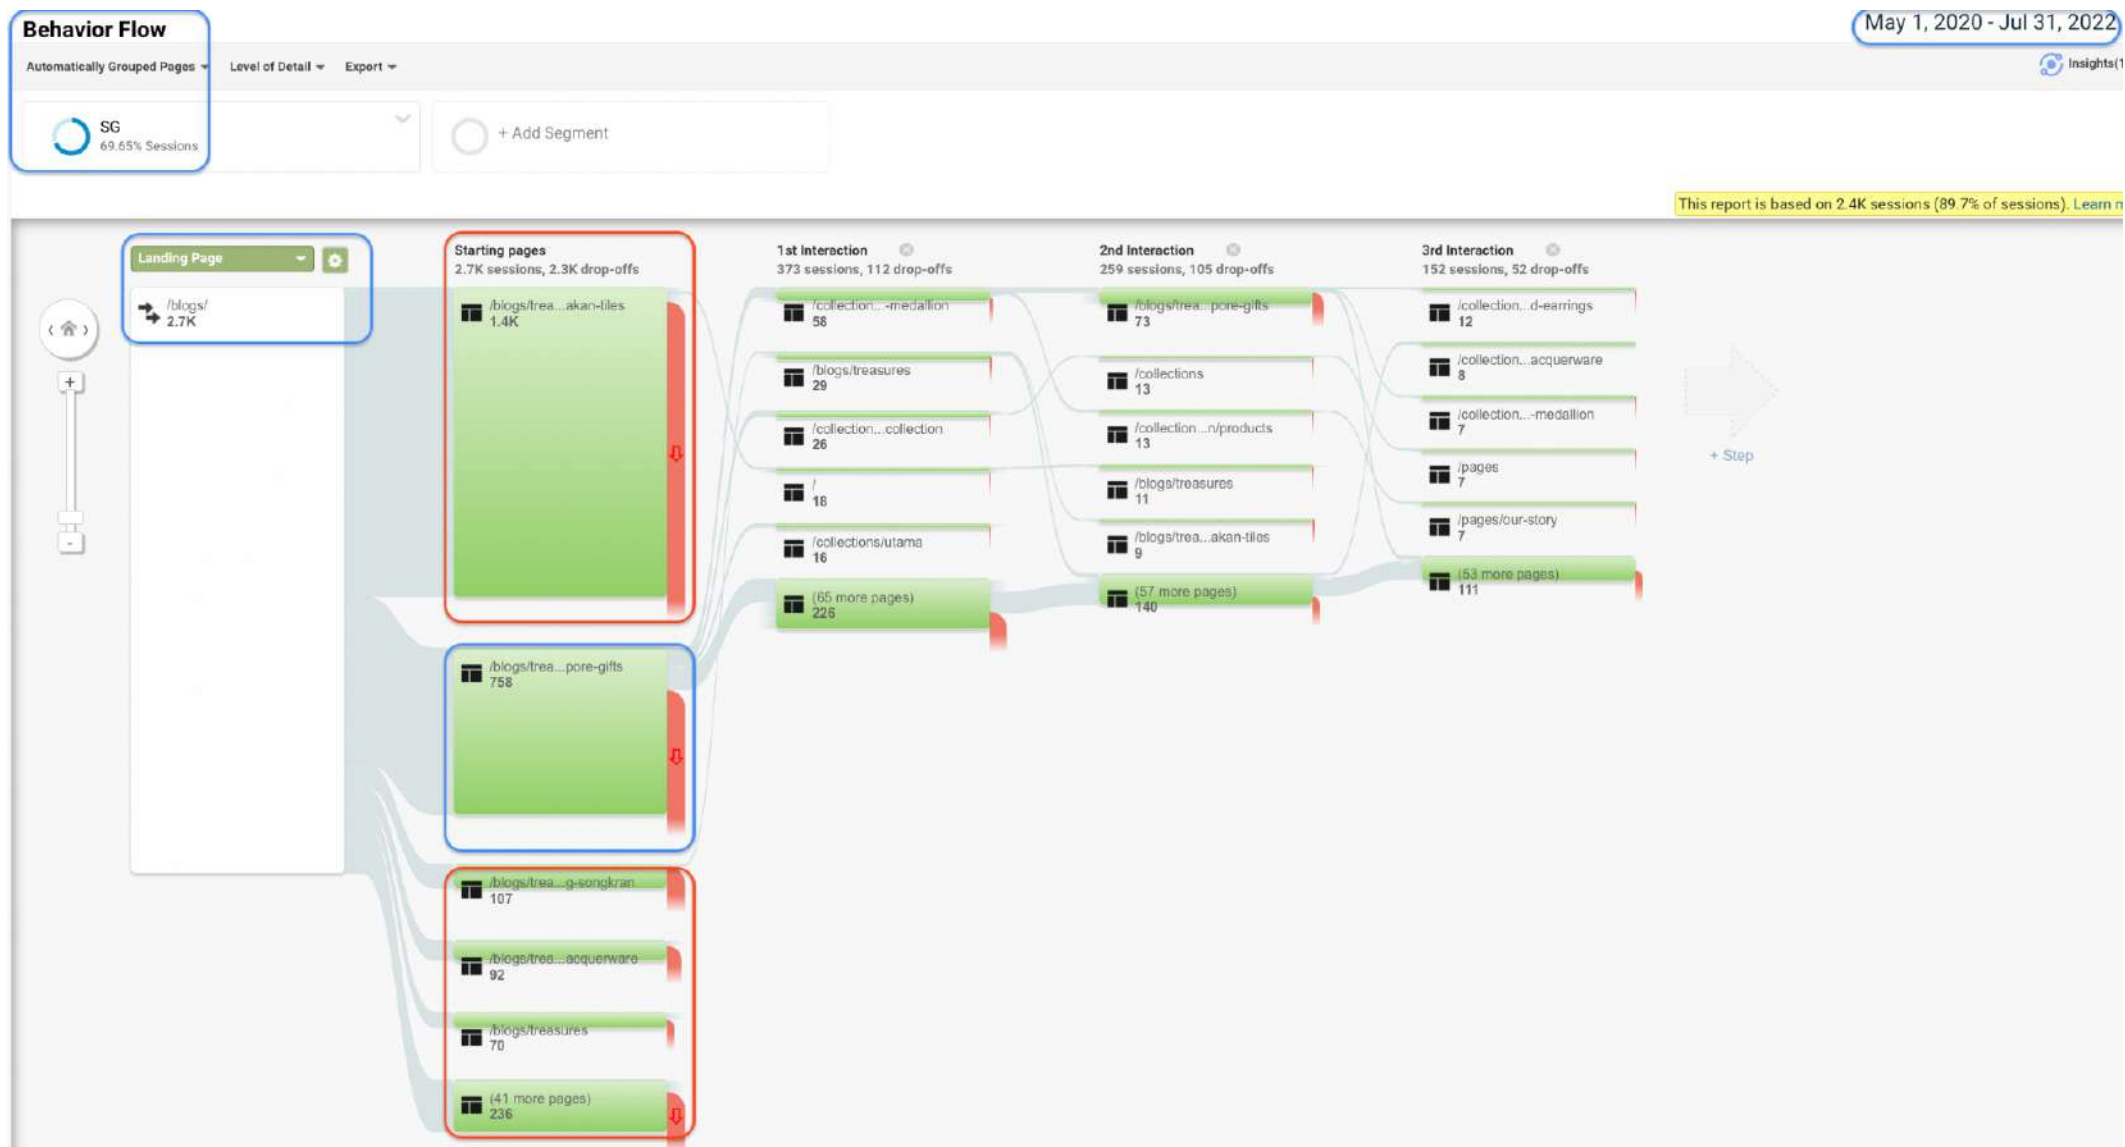 Behavior Flow
May 1, 2020 - Jul 31, 2022
Automatically Grouped Pages
Level of Detail
Export
Insights(1
SG
69.65% Sessions
+ Add Segment
This report is based on 2.4K sessions (89.7% of sessions). Learn m
Landing Page
/blogs/
2.7K
Starting pages
2.7K sessions, 2.3K drop-offs
/blogs/trea...akan-tiles
1.4K
/blogs/trea...pore-gifts
758
/blogs/trea...g-songkran
107
/blogs/trea...acquerware
92
/blogs/treasures
70
(41 more pages)
236
1st Interaction
373 sessions, 112 drop-offs
/collection...-medallion
58
/blogs/treasures
29
/collection...collection
26
/
18
/collections/utama
16
(65 more pages)
226
2nd Interaction
259 sessions, 105 drop-offs
/blogs/trea...pore-gifts
73
/collections
13
/collection...n/products
13
/blogs/treasures
11
/blogs/trea...akan-tiles
9
(57 more pages)
140
3rd Interaction
152 sessions, 52 drop-offs
/collection...d-earrings
12
/collection...acquerware
8
/collection...-medallion
7
/pages
7
/pages/our-story
7
(53 more pages)
111
+ Step